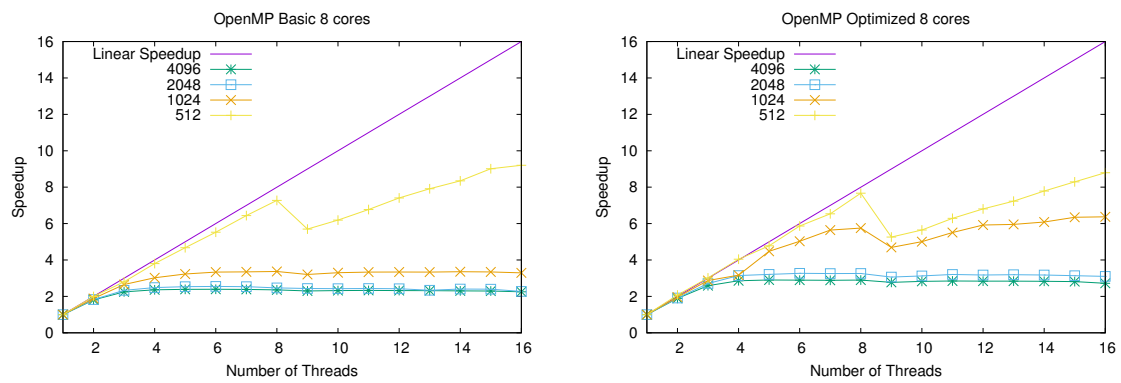 OpenMP Basic 8 cores
16
14
12
10
8
6
4
2
0
Speedup
Linear Speedup
4096
2048
1024
512
2 4 6 8 10 12 14 16
Number of Threads
OpenMP Optimized 8 cores
16
14
12
10
8
6
4
2
0
Speedup
Linear Speedup
4096
2048
1024
512
2 4 6 8 10 12 14 16
Number of Threads